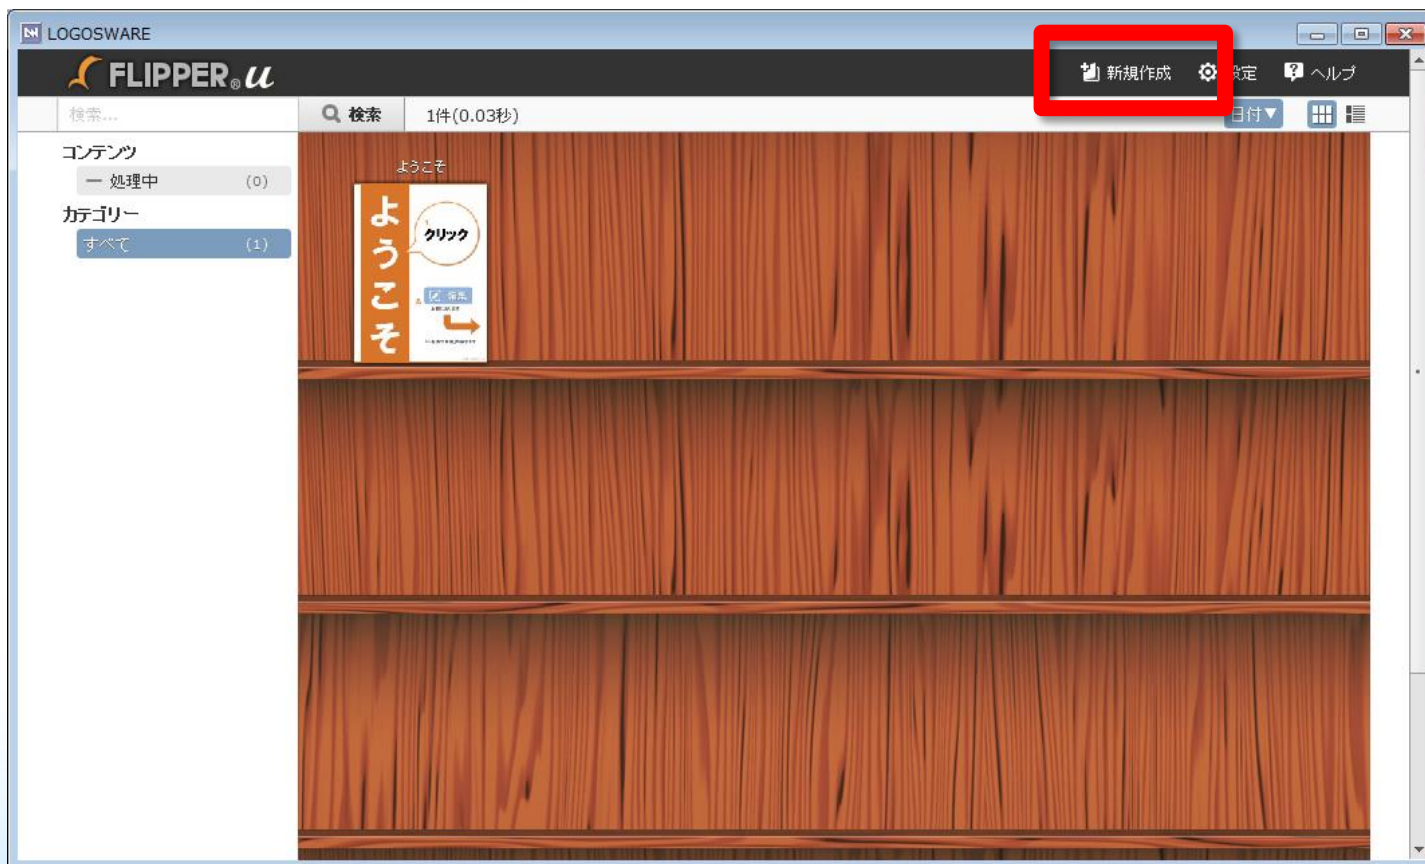 LOGOSWARE
FLIPPER® u
新規作成
設定
ヘルプ
検索...
検索
1件(0.03秒)
日付▼
コンテンツ
ー 処理中 (0)
カテゴリー
すべて (1)
ようこそ
ようこそ
クリック
編集